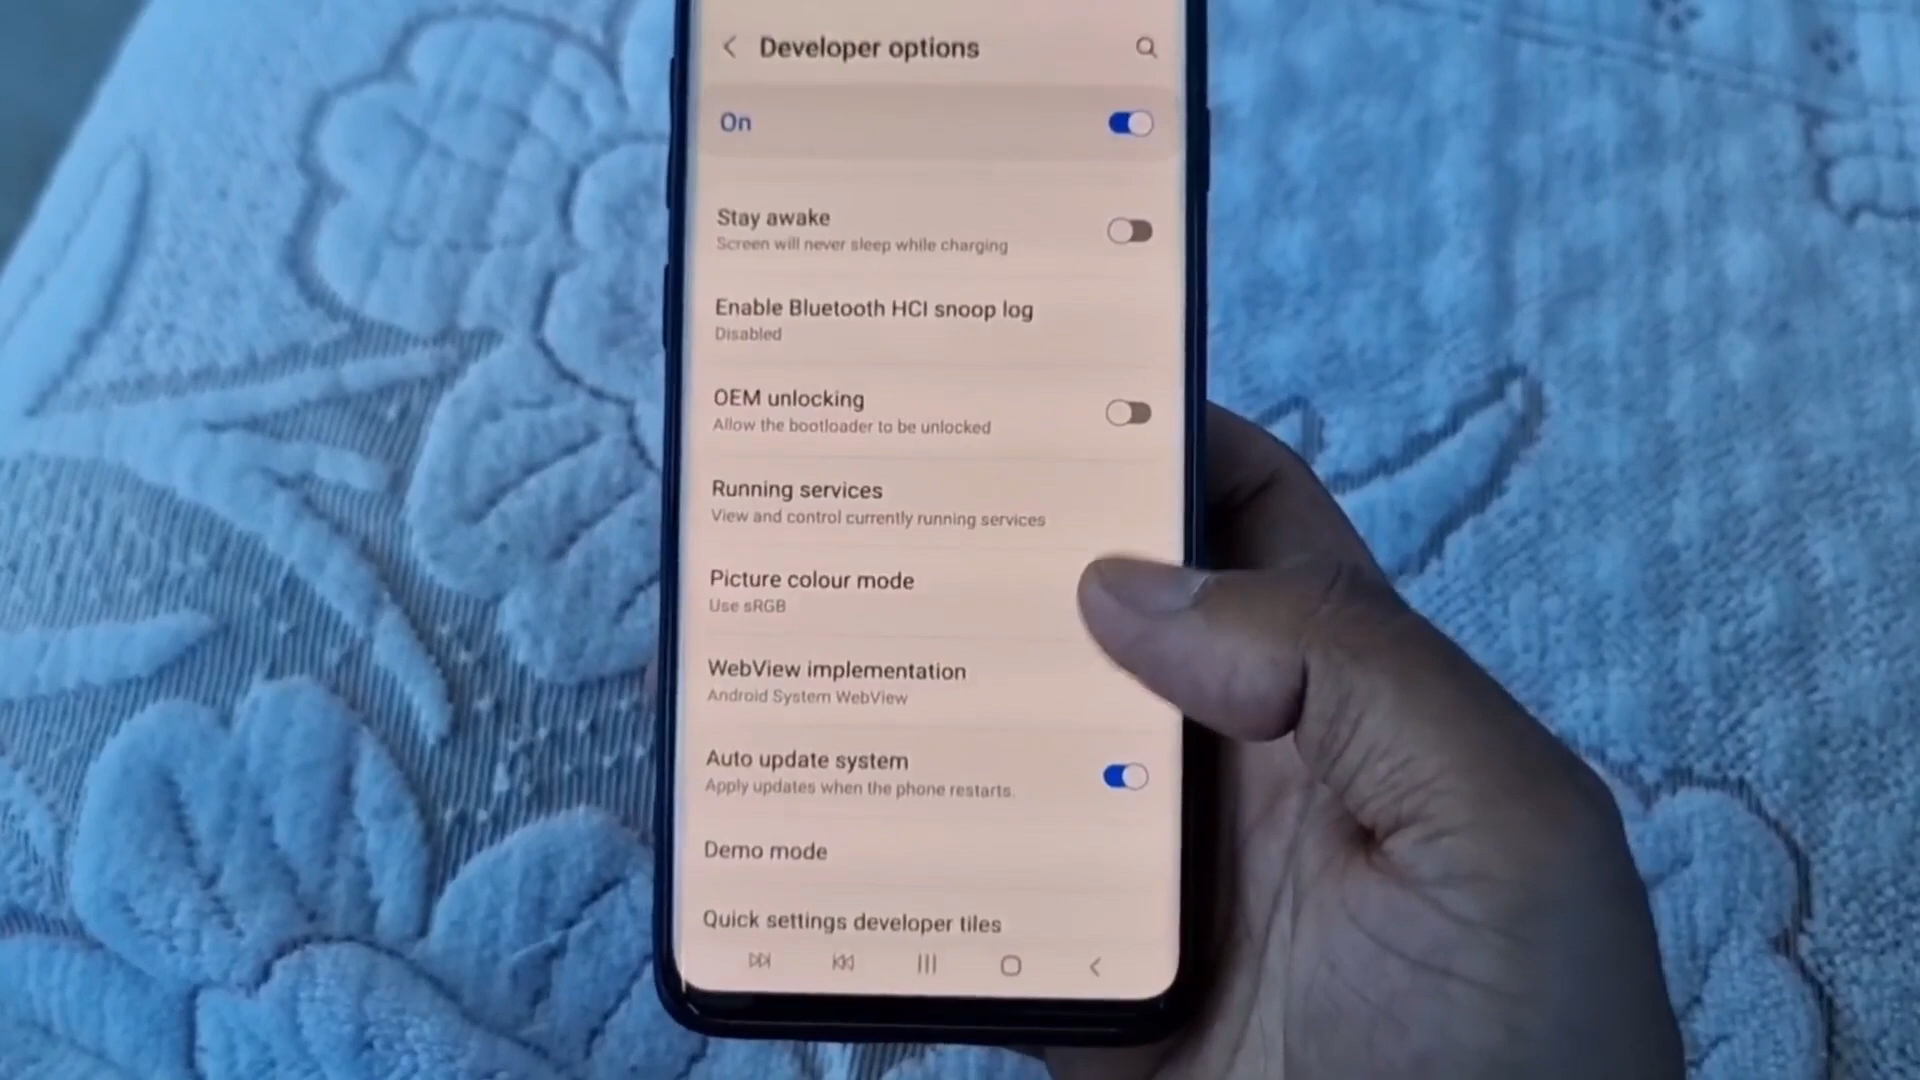 Developer options
On
Stay awake
Screen will never sleep while charging
Enable Bluetooth HCI snoop log
Disabled
OEM unlocking
Allow the bootloader to be unlocked
Running services
View and control currently running services
Picture colour mode
Use sRGB
WebView implementation
Android System WebView
Auto update system
Apply updates when the phone restarts.
Demo mode
Quick settings developer tiles